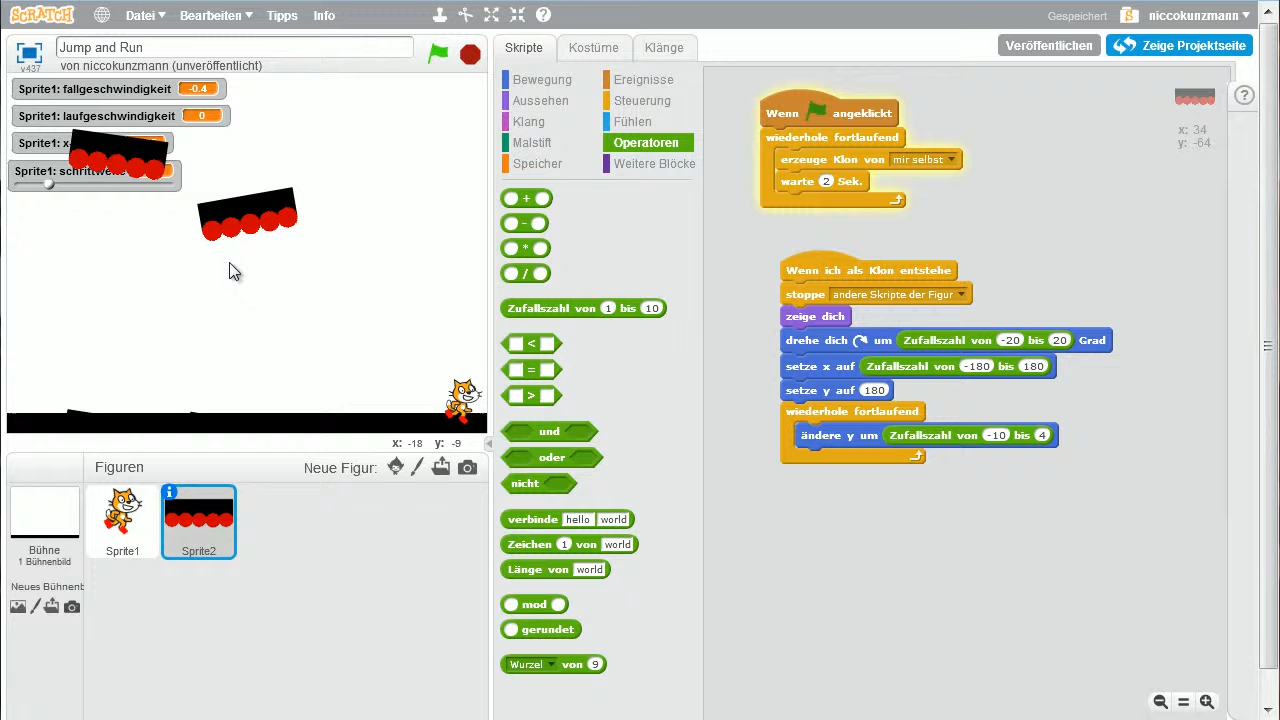 SCRATCH
Datei
Bearbeiten
Tipps
Info
Gespeichert
niccokunzmann
v437
Jump and Run
von niccokunzmann (unveröffentlicht)
Skripte
Kostüme
Klänge
Veröffentlichen
Zeige Projektseite
Sprite1: fallgeschwindigkeit -0.4
Sprite1: laufgeschwindigkeit 0
Sprite1: x
Bewegung
Aussehen
Klang
Malstift
Speicher
Ereignisse
Steuerung
Fühlen
Operatoren
Weitere Blöcke
+
-
*
/
Zufallszahl von 1 bis 10
<
=
>
und
oder
nicht
verbinde hello world
Zeichen 1 von world
Länge von world
mod
gerundet
Wurzel von 9
Wenn angeklickt
wiederhole fortlaufend
erzeuge Klon von mir selbst
warte 2 Sek.
Wenn ich als Klon entstehe
stoppe andere Skripte der Figur
zeige dich
drehe dich um Zufallszahl von -20 bis 20 Grad
setze x auf Zufallszahl von -180 bis 180
setze y auf 180
wiederhole fortlaufend
ändere y um Zufallszahl von -10 bis 4
x: 34
y: -64
x: -18 y: -9
Figuren
Neue Figur:
Bühne
1 Bühnenbild
Neues Bühnenb
Sprite1
Sprite2